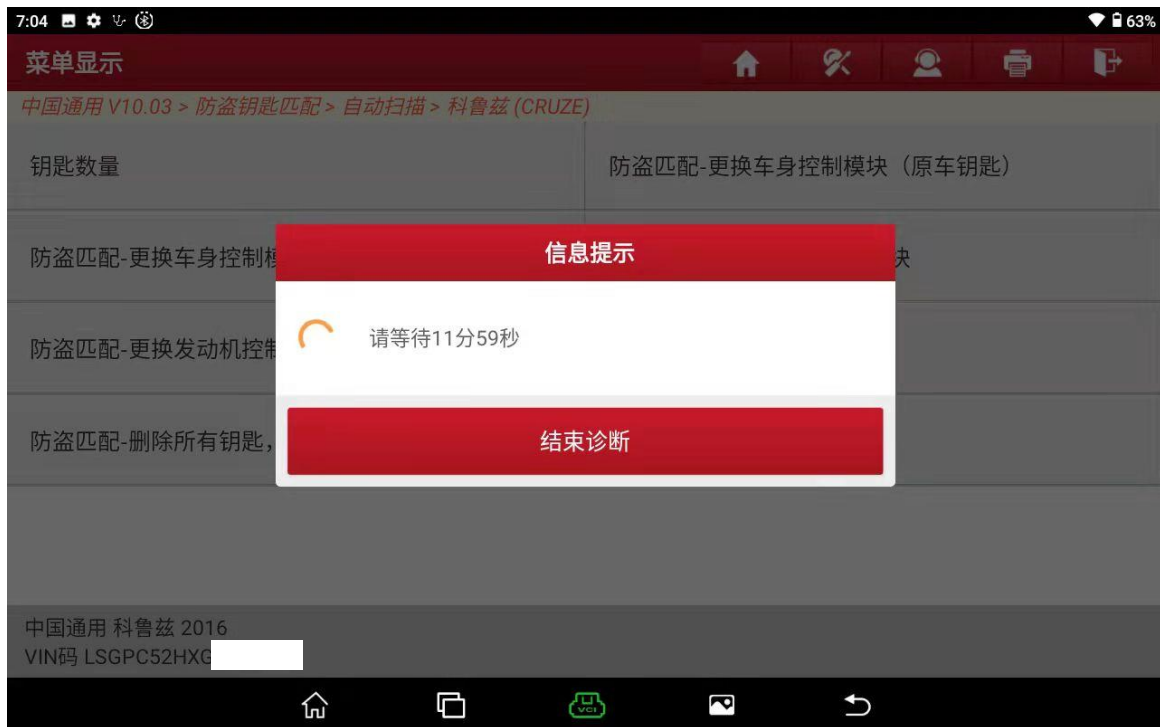 7:04
63%
菜单显示
中国通用 V10.03 > 防盗钥匙匹配 > 自动扫描 > 科鲁兹 (CRUZE)
钥匙数量
防盗匹配-更换车身控制模块（原车钥匙）
防盗匹配-更换车身控制
块
信息提示
请等待11分59秒
防盗匹配-更换发动机控
防盗匹配-删除所有钥匙，
结束诊断
中国通用 科鲁兹 2016
VIN码 LSGPC52HXG
VCI